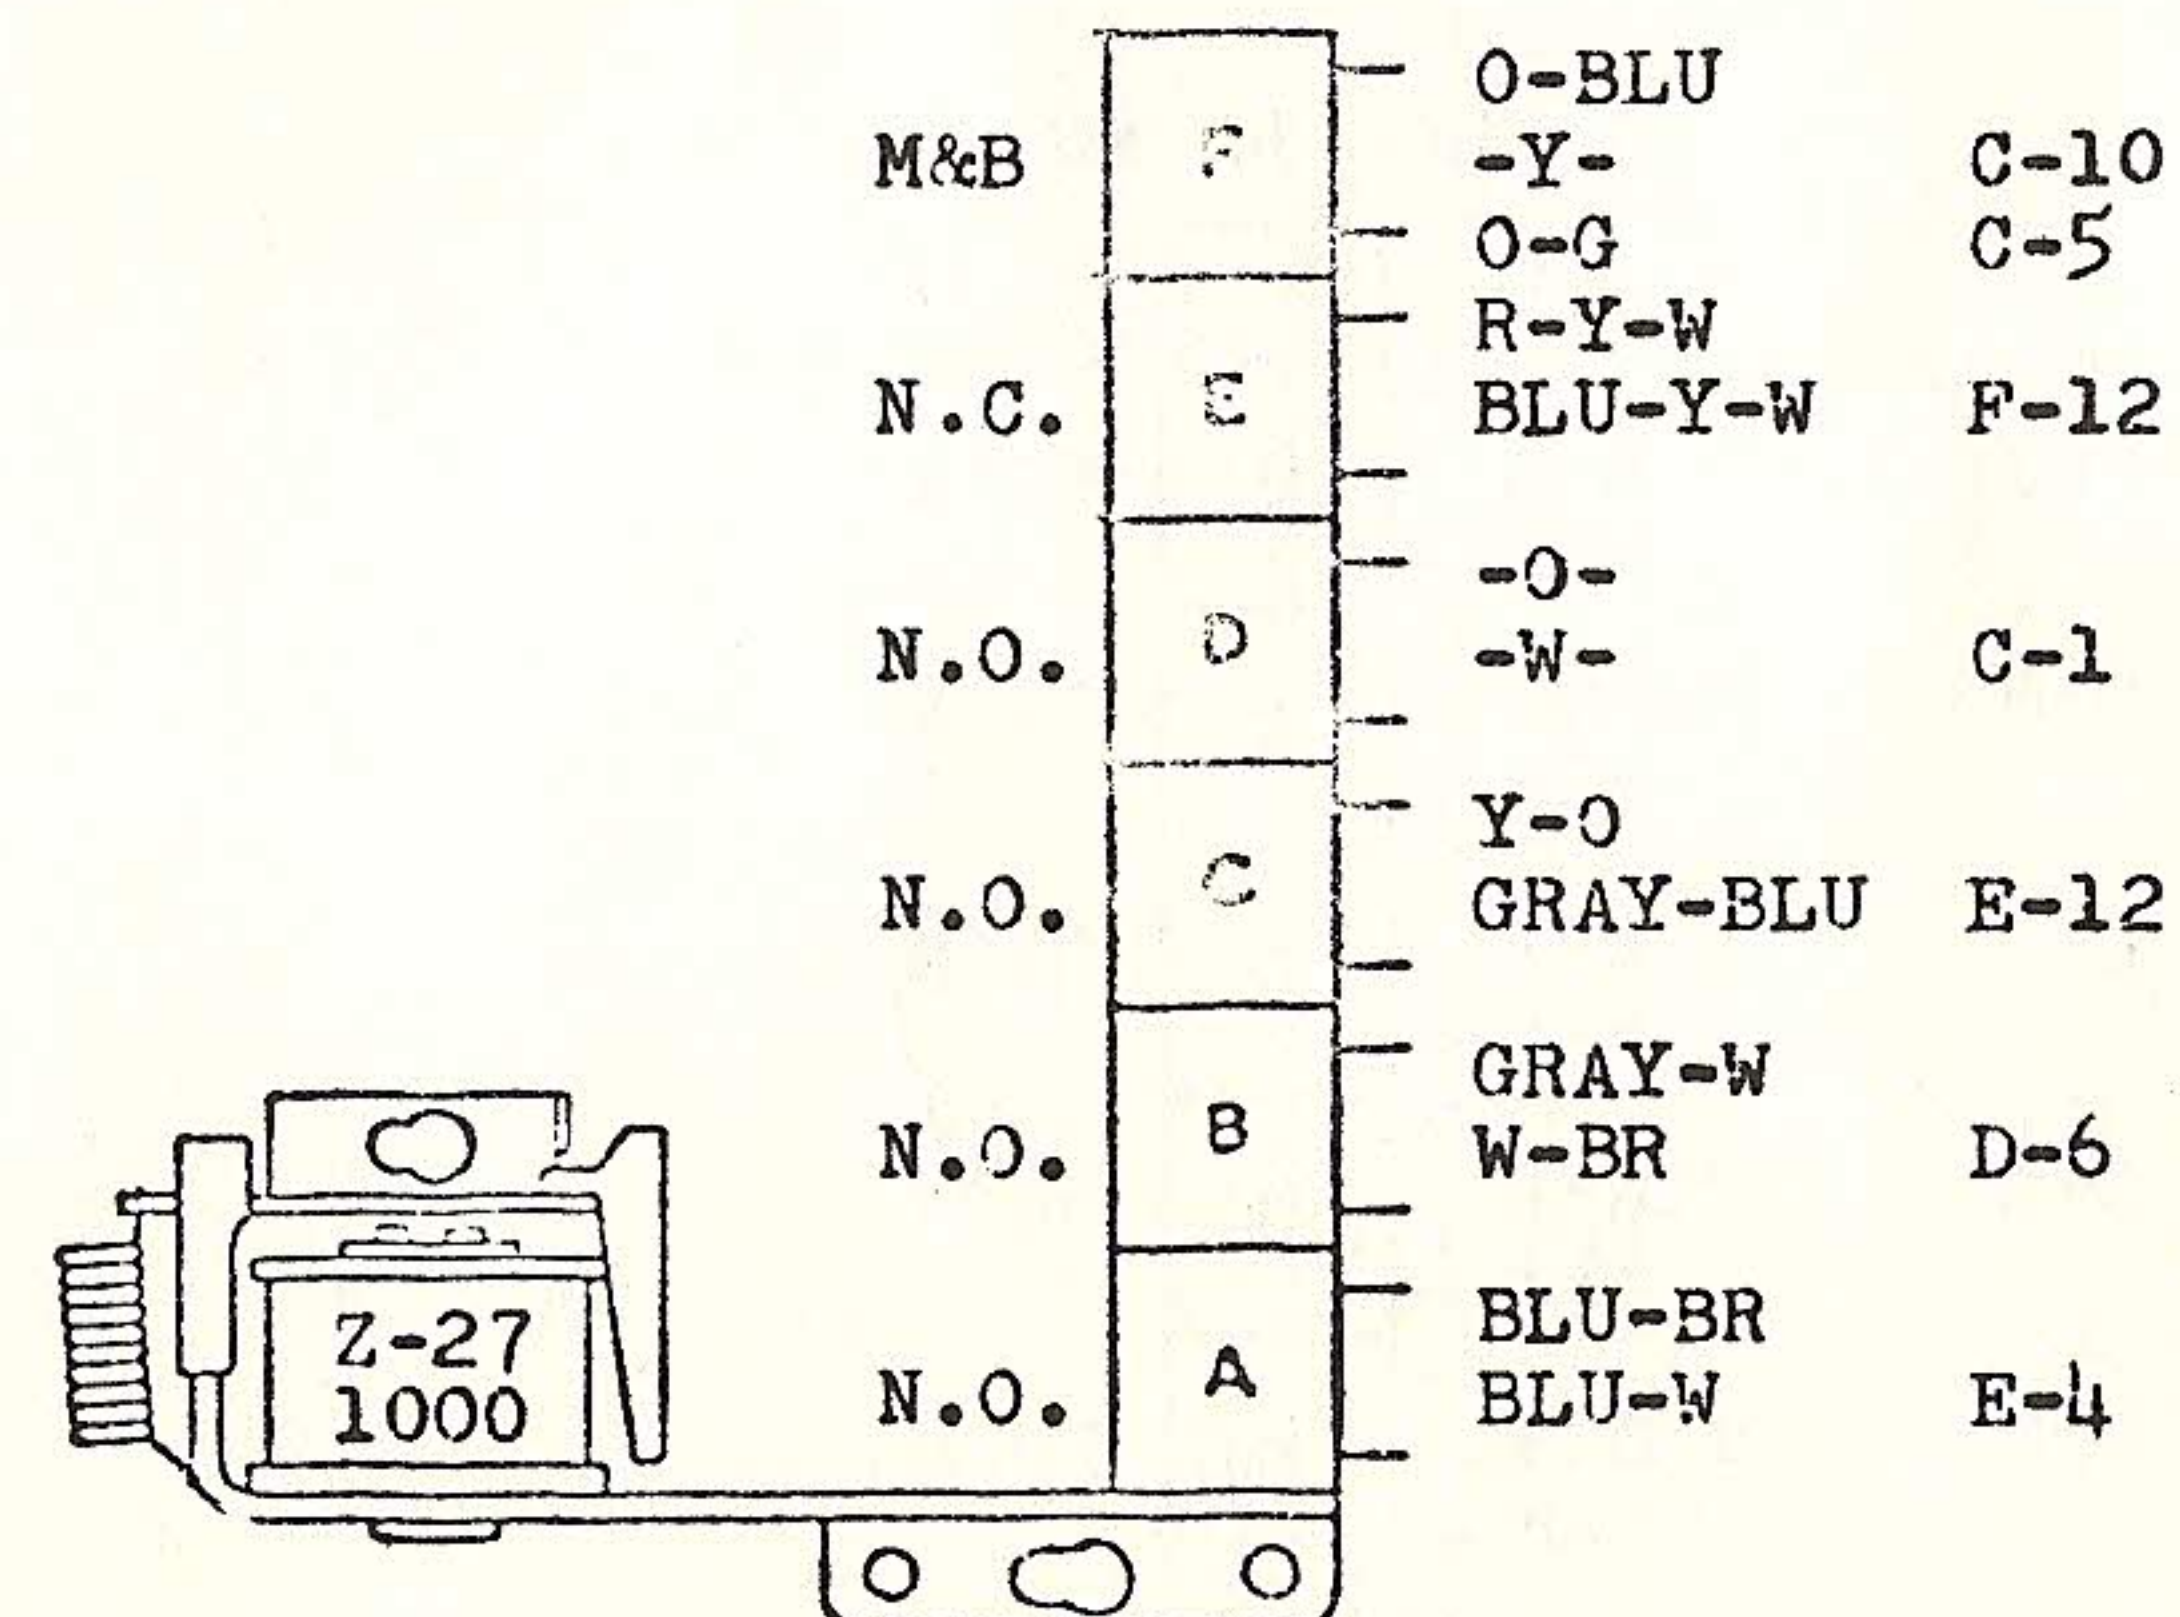 O-BLU
M&B F -Y- C-10
O-G C-5
R-Y-W
N.C. E BLU-Y-W F-12
-O-
N.O. D -W- C-1
Y-O
N.O. C GRAY-BLU E-12
GRAY-W
N.O. B W-BR D-6
BLU-BR
N.O. A BLU-W E-4
Z-27
1000